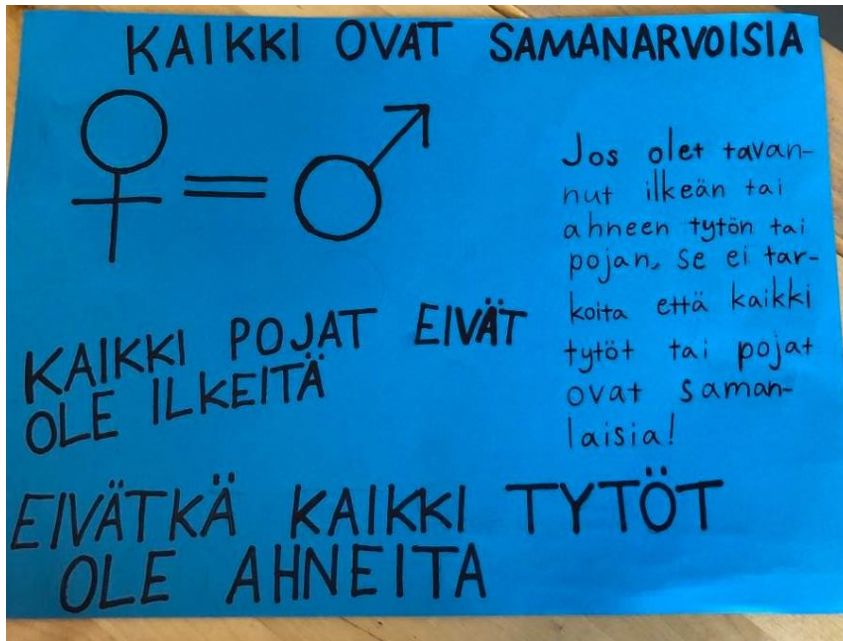 KAIKKI OVAT SAMANARVOISIA
Jos olet tavan-
nut ilkeän tai
ahneen tytön tai
pojan, se ei tar-
koita että kaikki
tytöt tai pojat
ovat saman-
laisia!
KAIKKI POJAT EIVÄT
OLE ILKEITÄ
EIVÄTKÄ KAIKKI TYTÖT
OLE AHNEITA